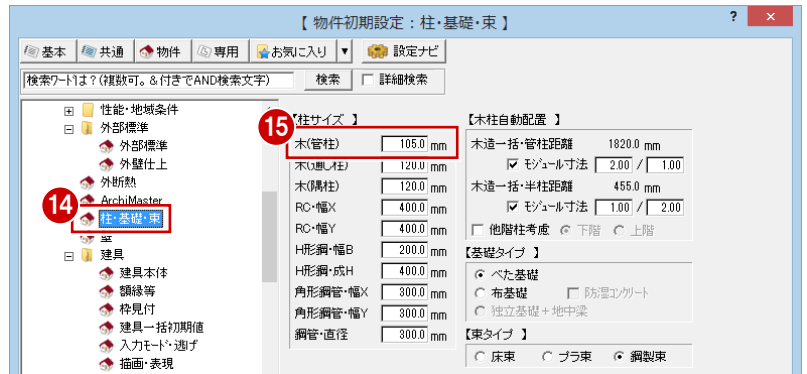 【 物件初期設定：柱・基礎・束 】
? x
基本 共通 物件 専用 お気に入り ▼ 設定ナビ
検索ワードは？(複数可。＆付きでAND検索文字) 検索 詳細検索
性能・地域条件
外部標準
外部標準
外壁仕上
外断熱
ArchiMaster
14
柱・基礎・束
壁
建具
建具本体
額縁等
枠見付
建具一括初期値
入力モード・逃げ
描画・表現
15
【柱サイズ 】
木(管柱) 105.0 mm
木(通し柱) 120.0 mm
木(隅柱) 120.0 mm
RC・幅X 400.0 mm
RC・幅Y 400.0 mm
H形鋼・幅B 200.0 mm
H形鋼・成H 400.0 mm
角形鋼管・幅X 300.0 mm
角形鋼管・幅Y 300.0 mm
鋼管・直径 300.0 mm
【木柱自動配置 】
木造一括・管柱距離 1820.0 mm
モジュール寸法 2.00 / 1.00
木造一括・半柱距離 455.0 mm
モジュール寸法 1.00 / 2.00
他階柱考慮 下階 上階
【基礎タイプ 】
べた基礎
布基礎 防湿コンクリート
独立基礎＋地中梁
【束タイプ 】
床束 プラ束 鋼製束